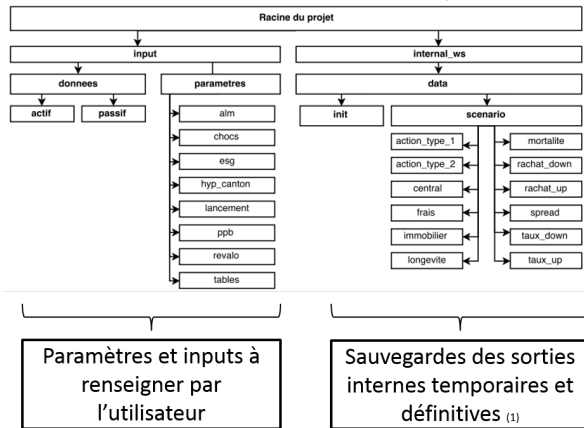 Racine du projet
input
internal_ws
donnees
parametres
data
actif
passif
init
scenario
alm
chocs
esg
hyp_canton
lancement
ppb
revalo
tables
action_type_1
action_type_2
central
frais
immobilier
longevite
mortalite
rachat_down
rachat_up
spread
taux_down
taux_up
Paramètres et inputs à
renseigner par
l'utilisateur
Sauvegardes des sorties
internes temporaires et
définitives (1)